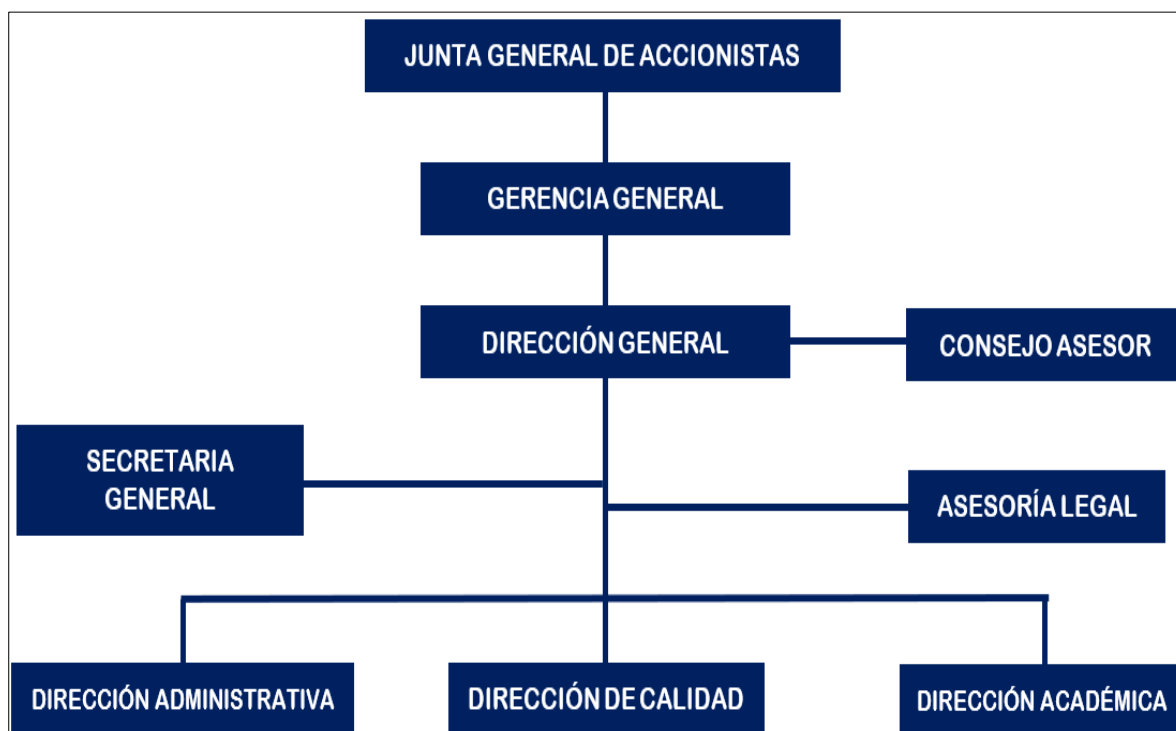 JUNTA GENERAL DE ACCIONISTAS
GERENCIA GENERAL
DIRECCIÓN GENERAL
CONSEJO ASESOR
SECRETARIA
GENERAL
ASESORÍA LEGAL
DIRECCIÓN ADMINISTRATIVA
DIRECCIÓN DE CALIDAD
DIRECCIÓN ACADÉMICA